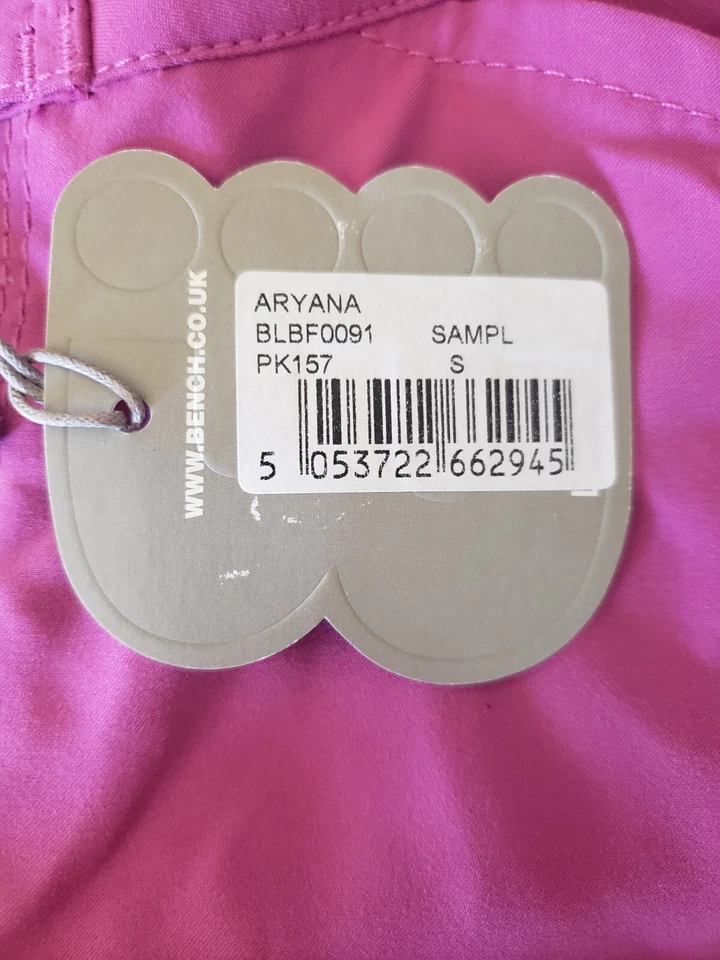 ARYANA
BLBF0091 SAMPL
PK157 S
5 053722 662945
WWW.BENCH.CO.UK